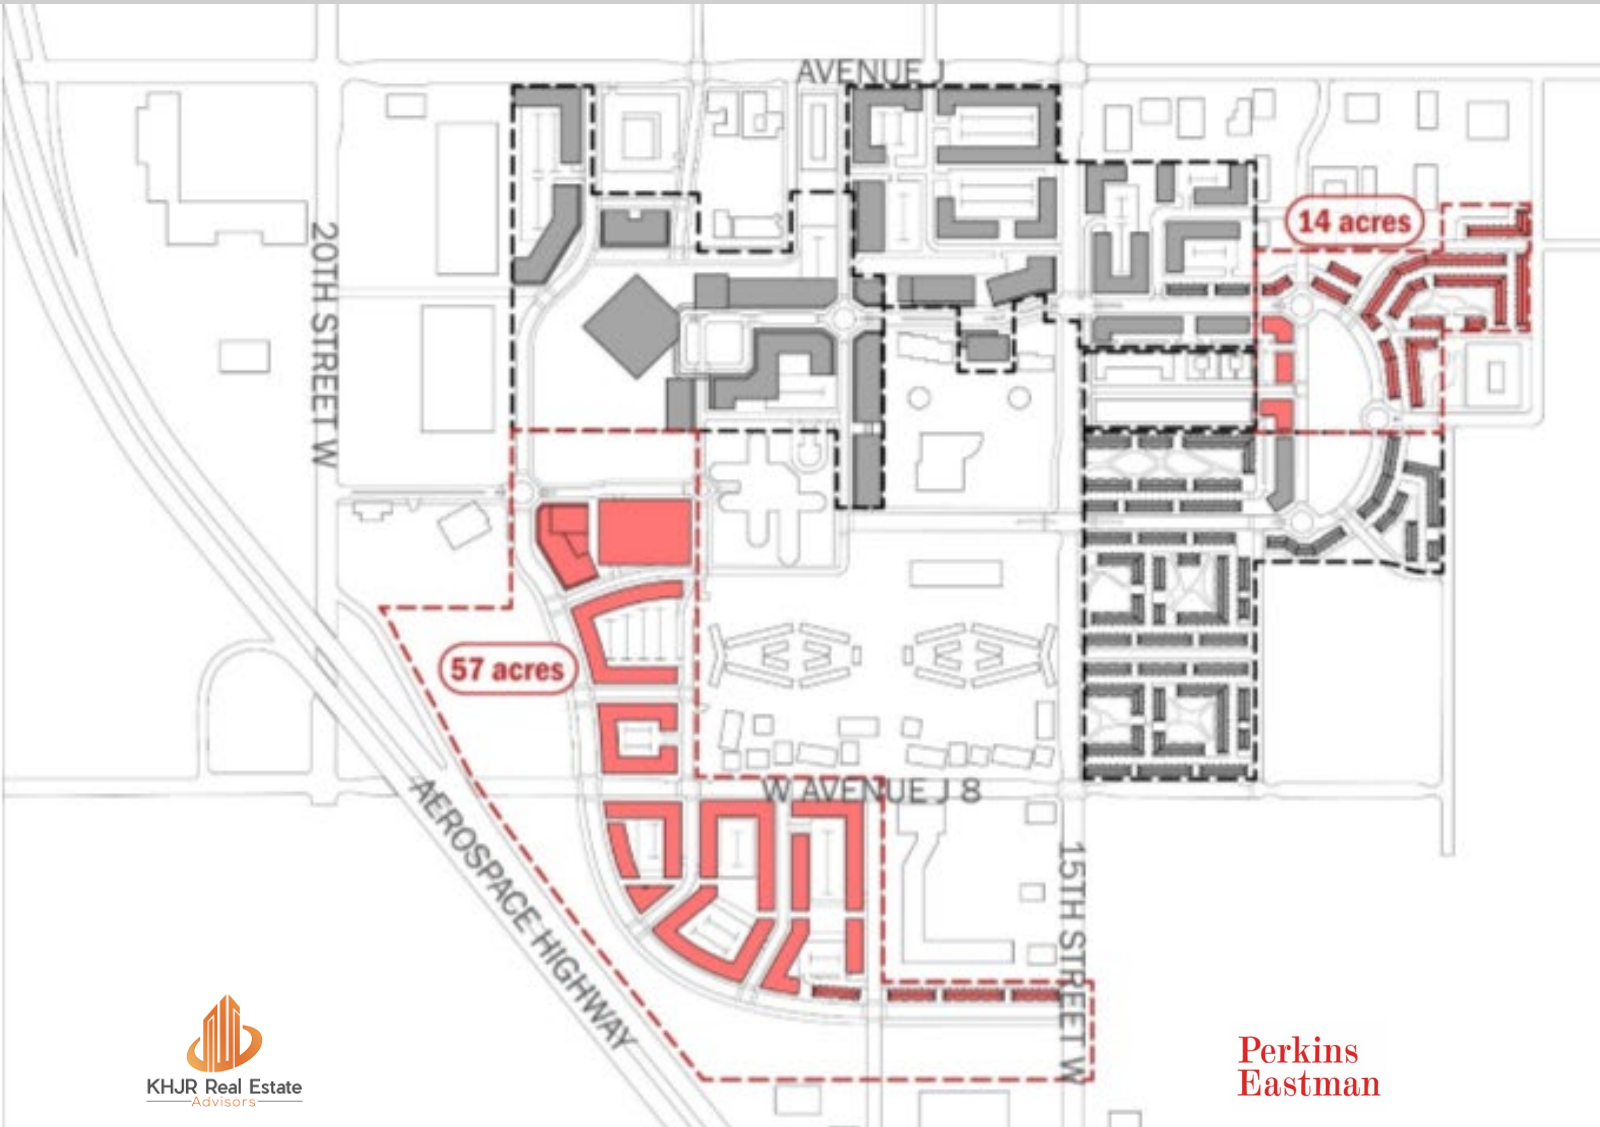 AVENUE J
14 acres
20TH STREET W
57 acres
W AVENUE J 8
AEROSPACE HIGHWAY
15TH STREET W
KHJR Real Estate
Advisors
Perkins
Eastman